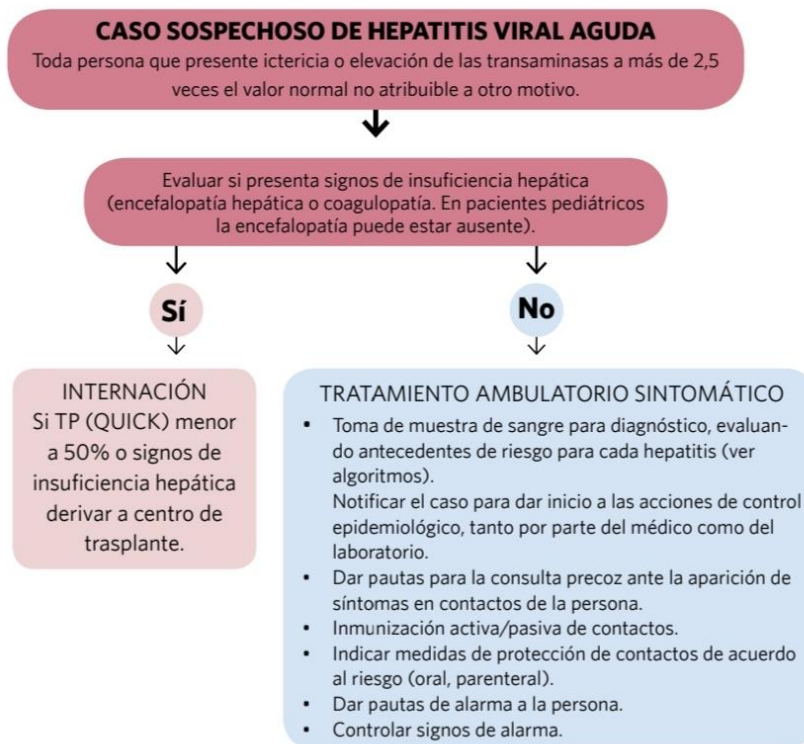 CASO SOSPECHOSO DE HEPATITIS VIRAL AGUDA
Toda persona que presente ictericia o elevación de las transaminasas a más de 2,5
veces el valor normal no atribuible a otro motivo.
Evaluar si presenta signos de insuficiencia hepática
(encefalopatía hepática o coagulopatía. En pacientes pediátricos
la encefalopatía puede estar ausente).
Sí
No
INTERNACIÓN
Si TP (QUICK) menor
a 50% o signos de
insuficiencia hepática
derivar a centro de
trasplante.
TRATAMIENTO AMBULATORIO SINTOMÁTICO
• Toma de muestra de sangre para diagnóstico, evaluan-
do antecedentes de riesgo para cada hepatitis (ver
algoritmos).
Notificar el caso para dar inicio a las acciones de control
epidemiológico, tanto por parte del médico como del
laboratorio.
• Dar pautas para la consulta precoz ante la aparición de
síntomas en contactos de la persona.
• Inmunización activa/pasiva de contactos.
• Indicar medidas de protección de contactos de acuerdo
al riesgo (oral, parenteral).
• Dar pautas de alarma a la persona.
• Controlar signos de alarma.